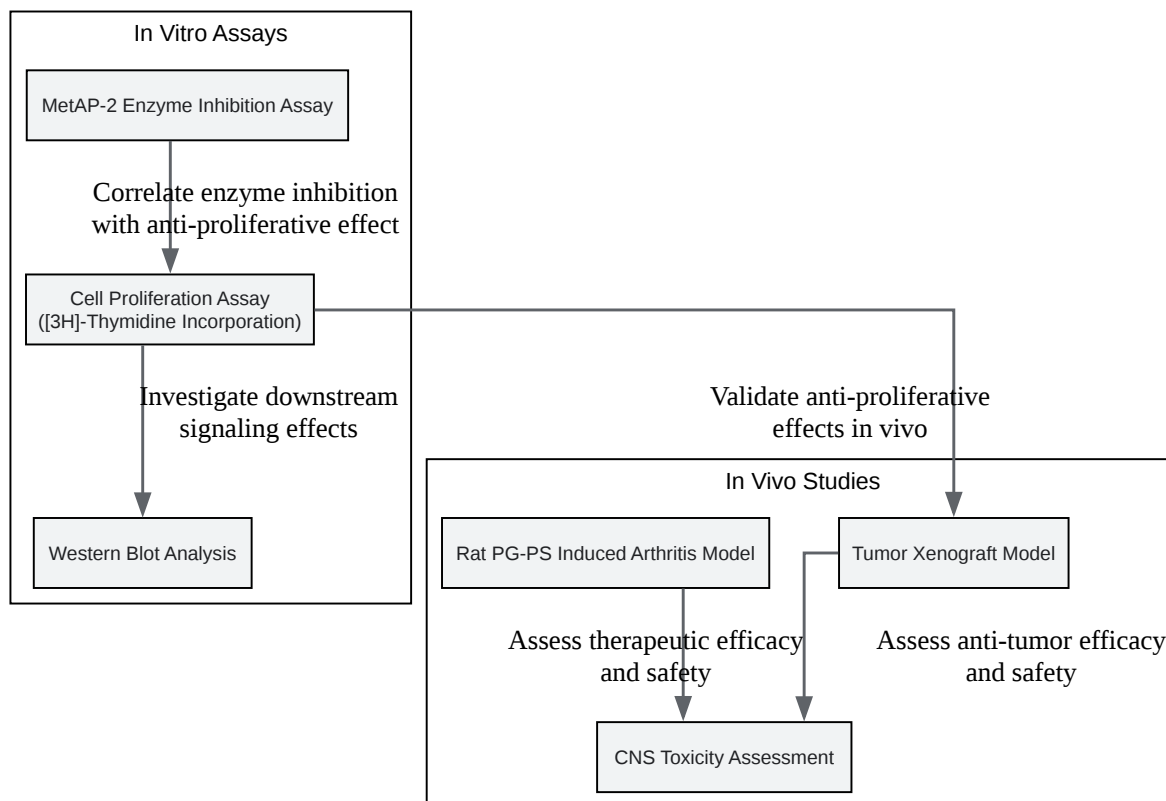 In Vitro Assays
MetAP-2 Enzyme Inhibition Assay
Correlate enzyme inhibition
with anti-proliferative effect
Cell Proliferation Assay
([3H]-Thymidine Incorporation)
Investigate downstream
signaling effects
Western Blot Analysis
Validate anti-proliferative
effects in vivo
In Vivo Studies
Rat PG-PS Induced Arthritis Model
Tumor Xenograft Model
Assess therapeutic efficacy
and safety
Assess anti-tumor efficacy
and safety
CNS Toxicity Assessment